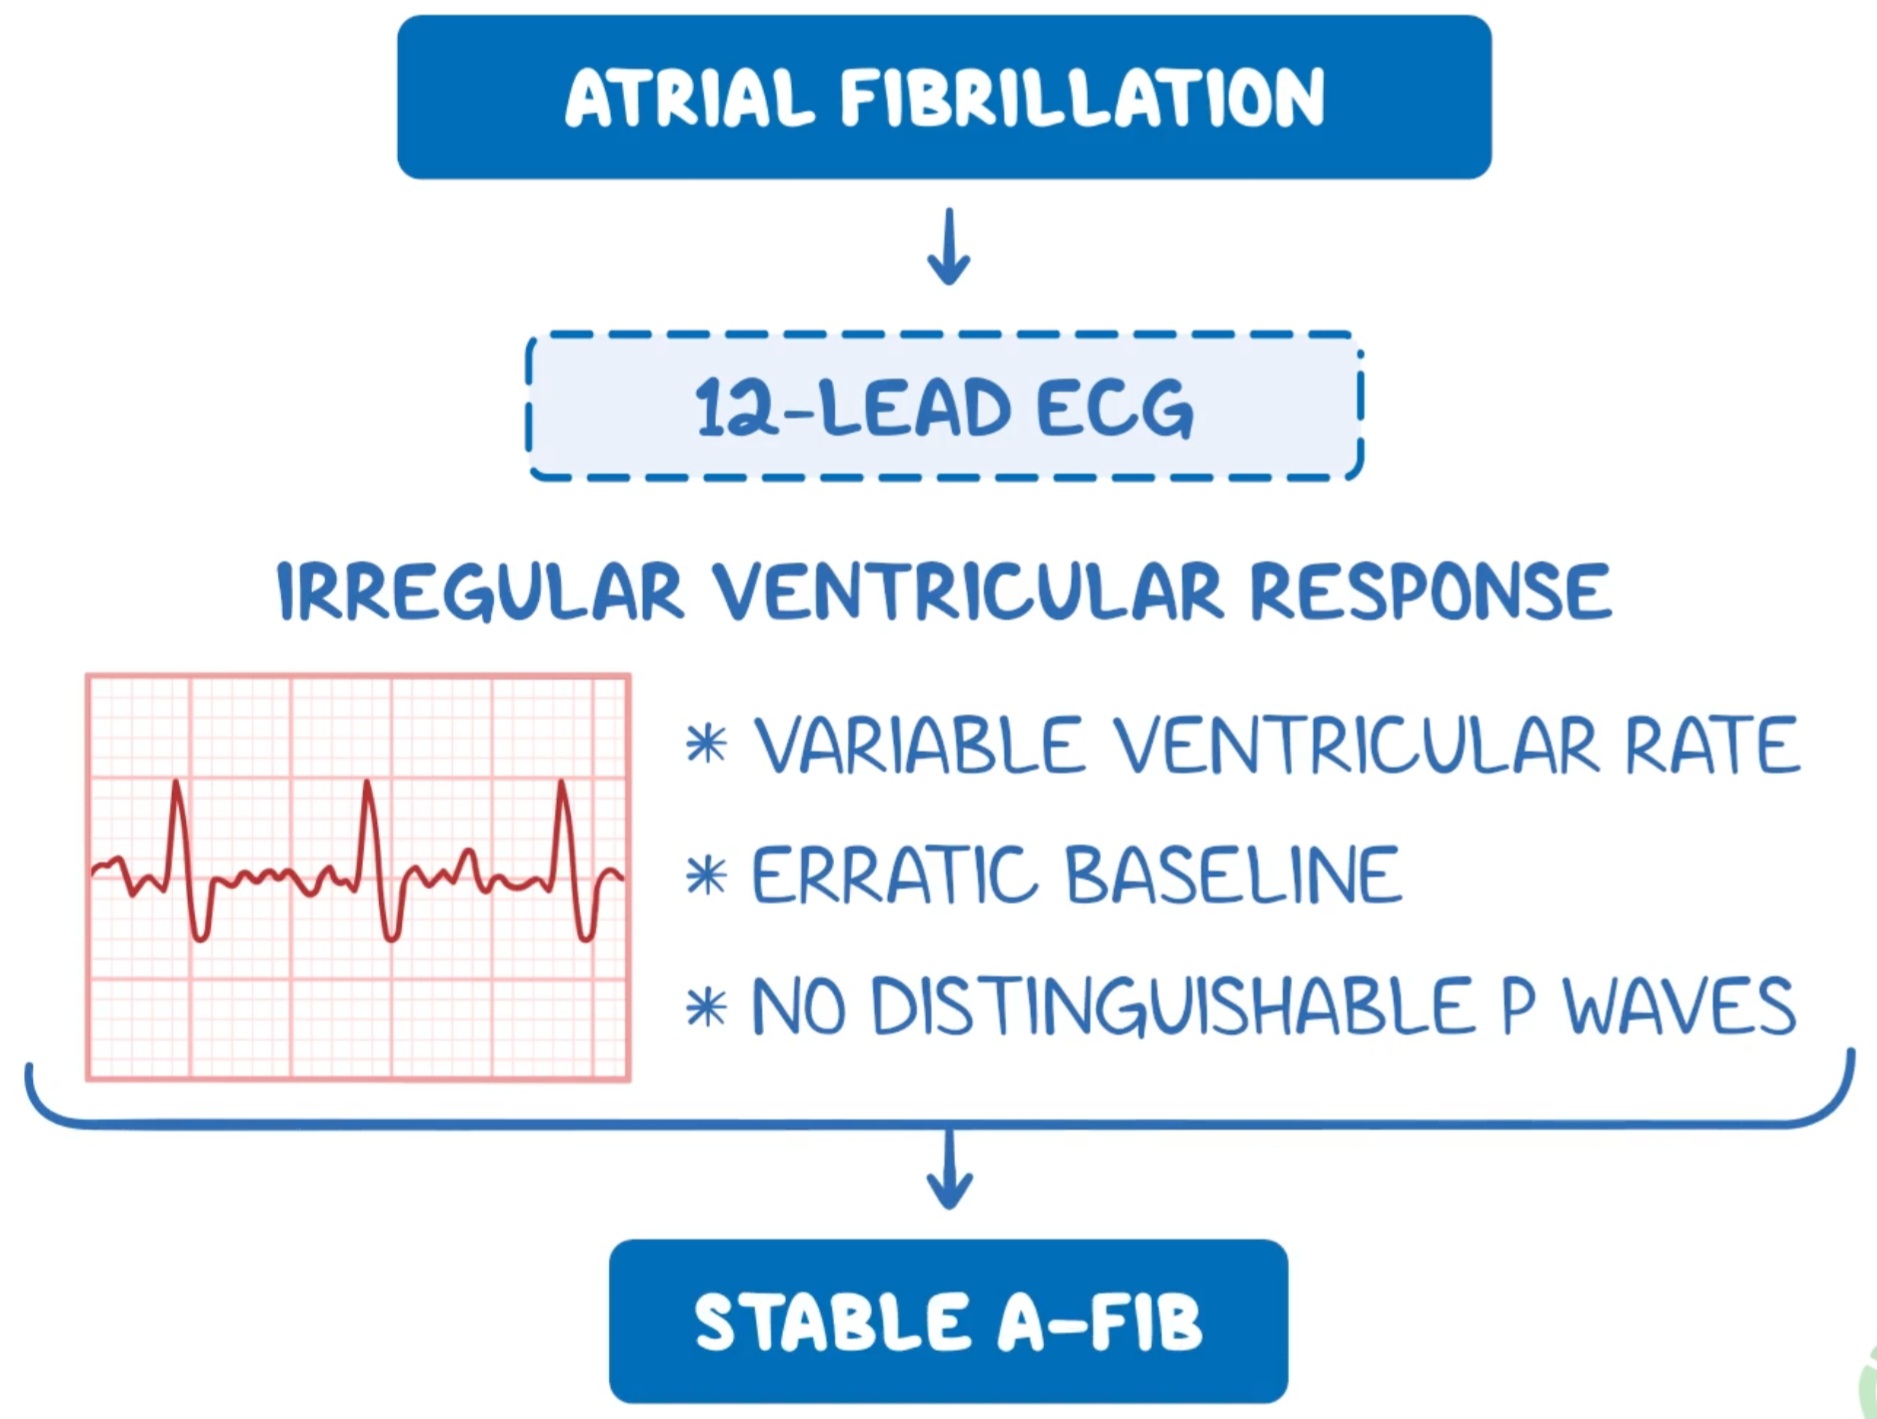 ATRIAL FIBRILLATION
12-LEAD ECG
IRREGULAR VENTRICULAR RESPONSE
* VARIABLE VENTRICULAR RATE
* ERRATIC BASELINE
* NO DISTINGUISHABLE P WAVES
STABLE A-FIB